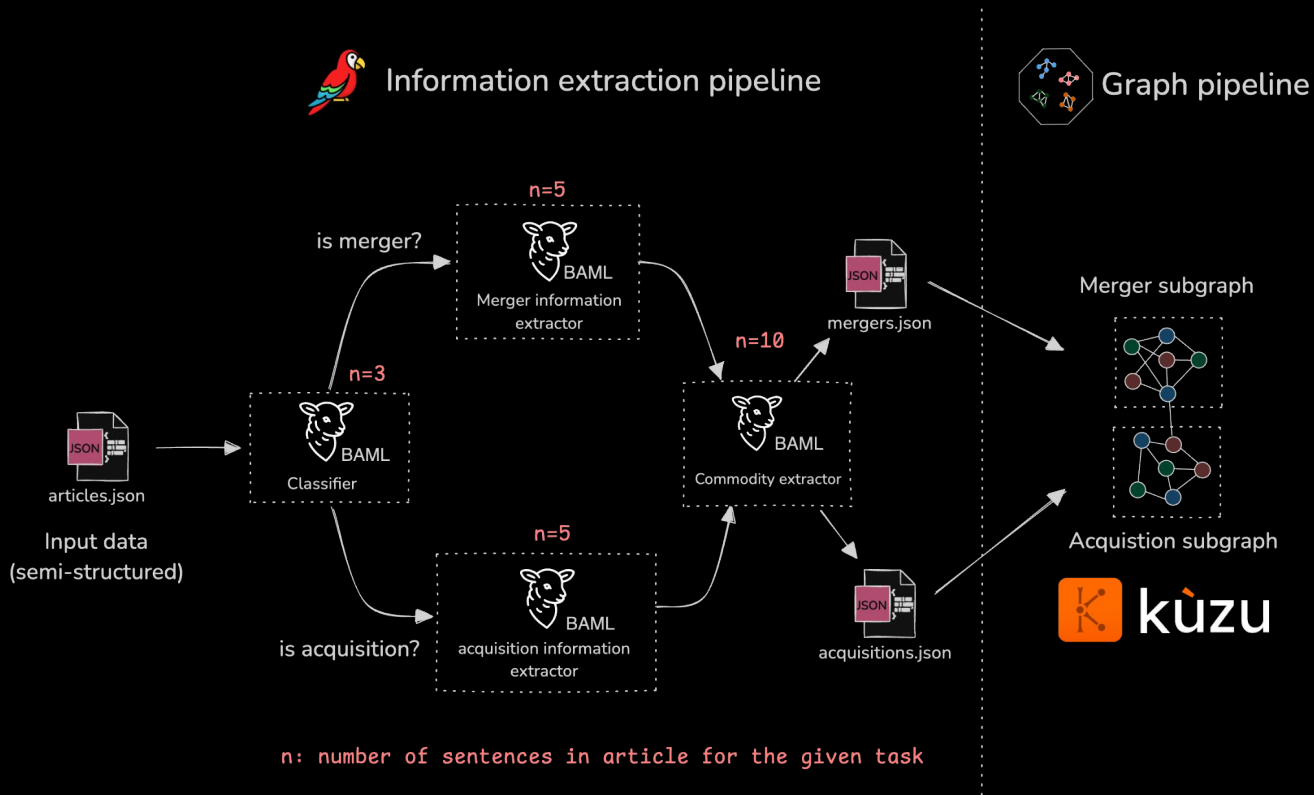 Information extraction pipeline
Graph pipeline
n=5
is merger?
BAML
Merger information
extractor
JSON
mergers.json
Merger subgraph
n=10
n=3
BAML
Classifier
JSON
articles.json
Input data
(semi-structured)
BAML
Commodity extractor
n=5
BAML
acquisition information
extractor
is acquisition?
JSON
acquisitions.json
Acquistion subgraph
kùzu
n: number of sentences in article for the given task